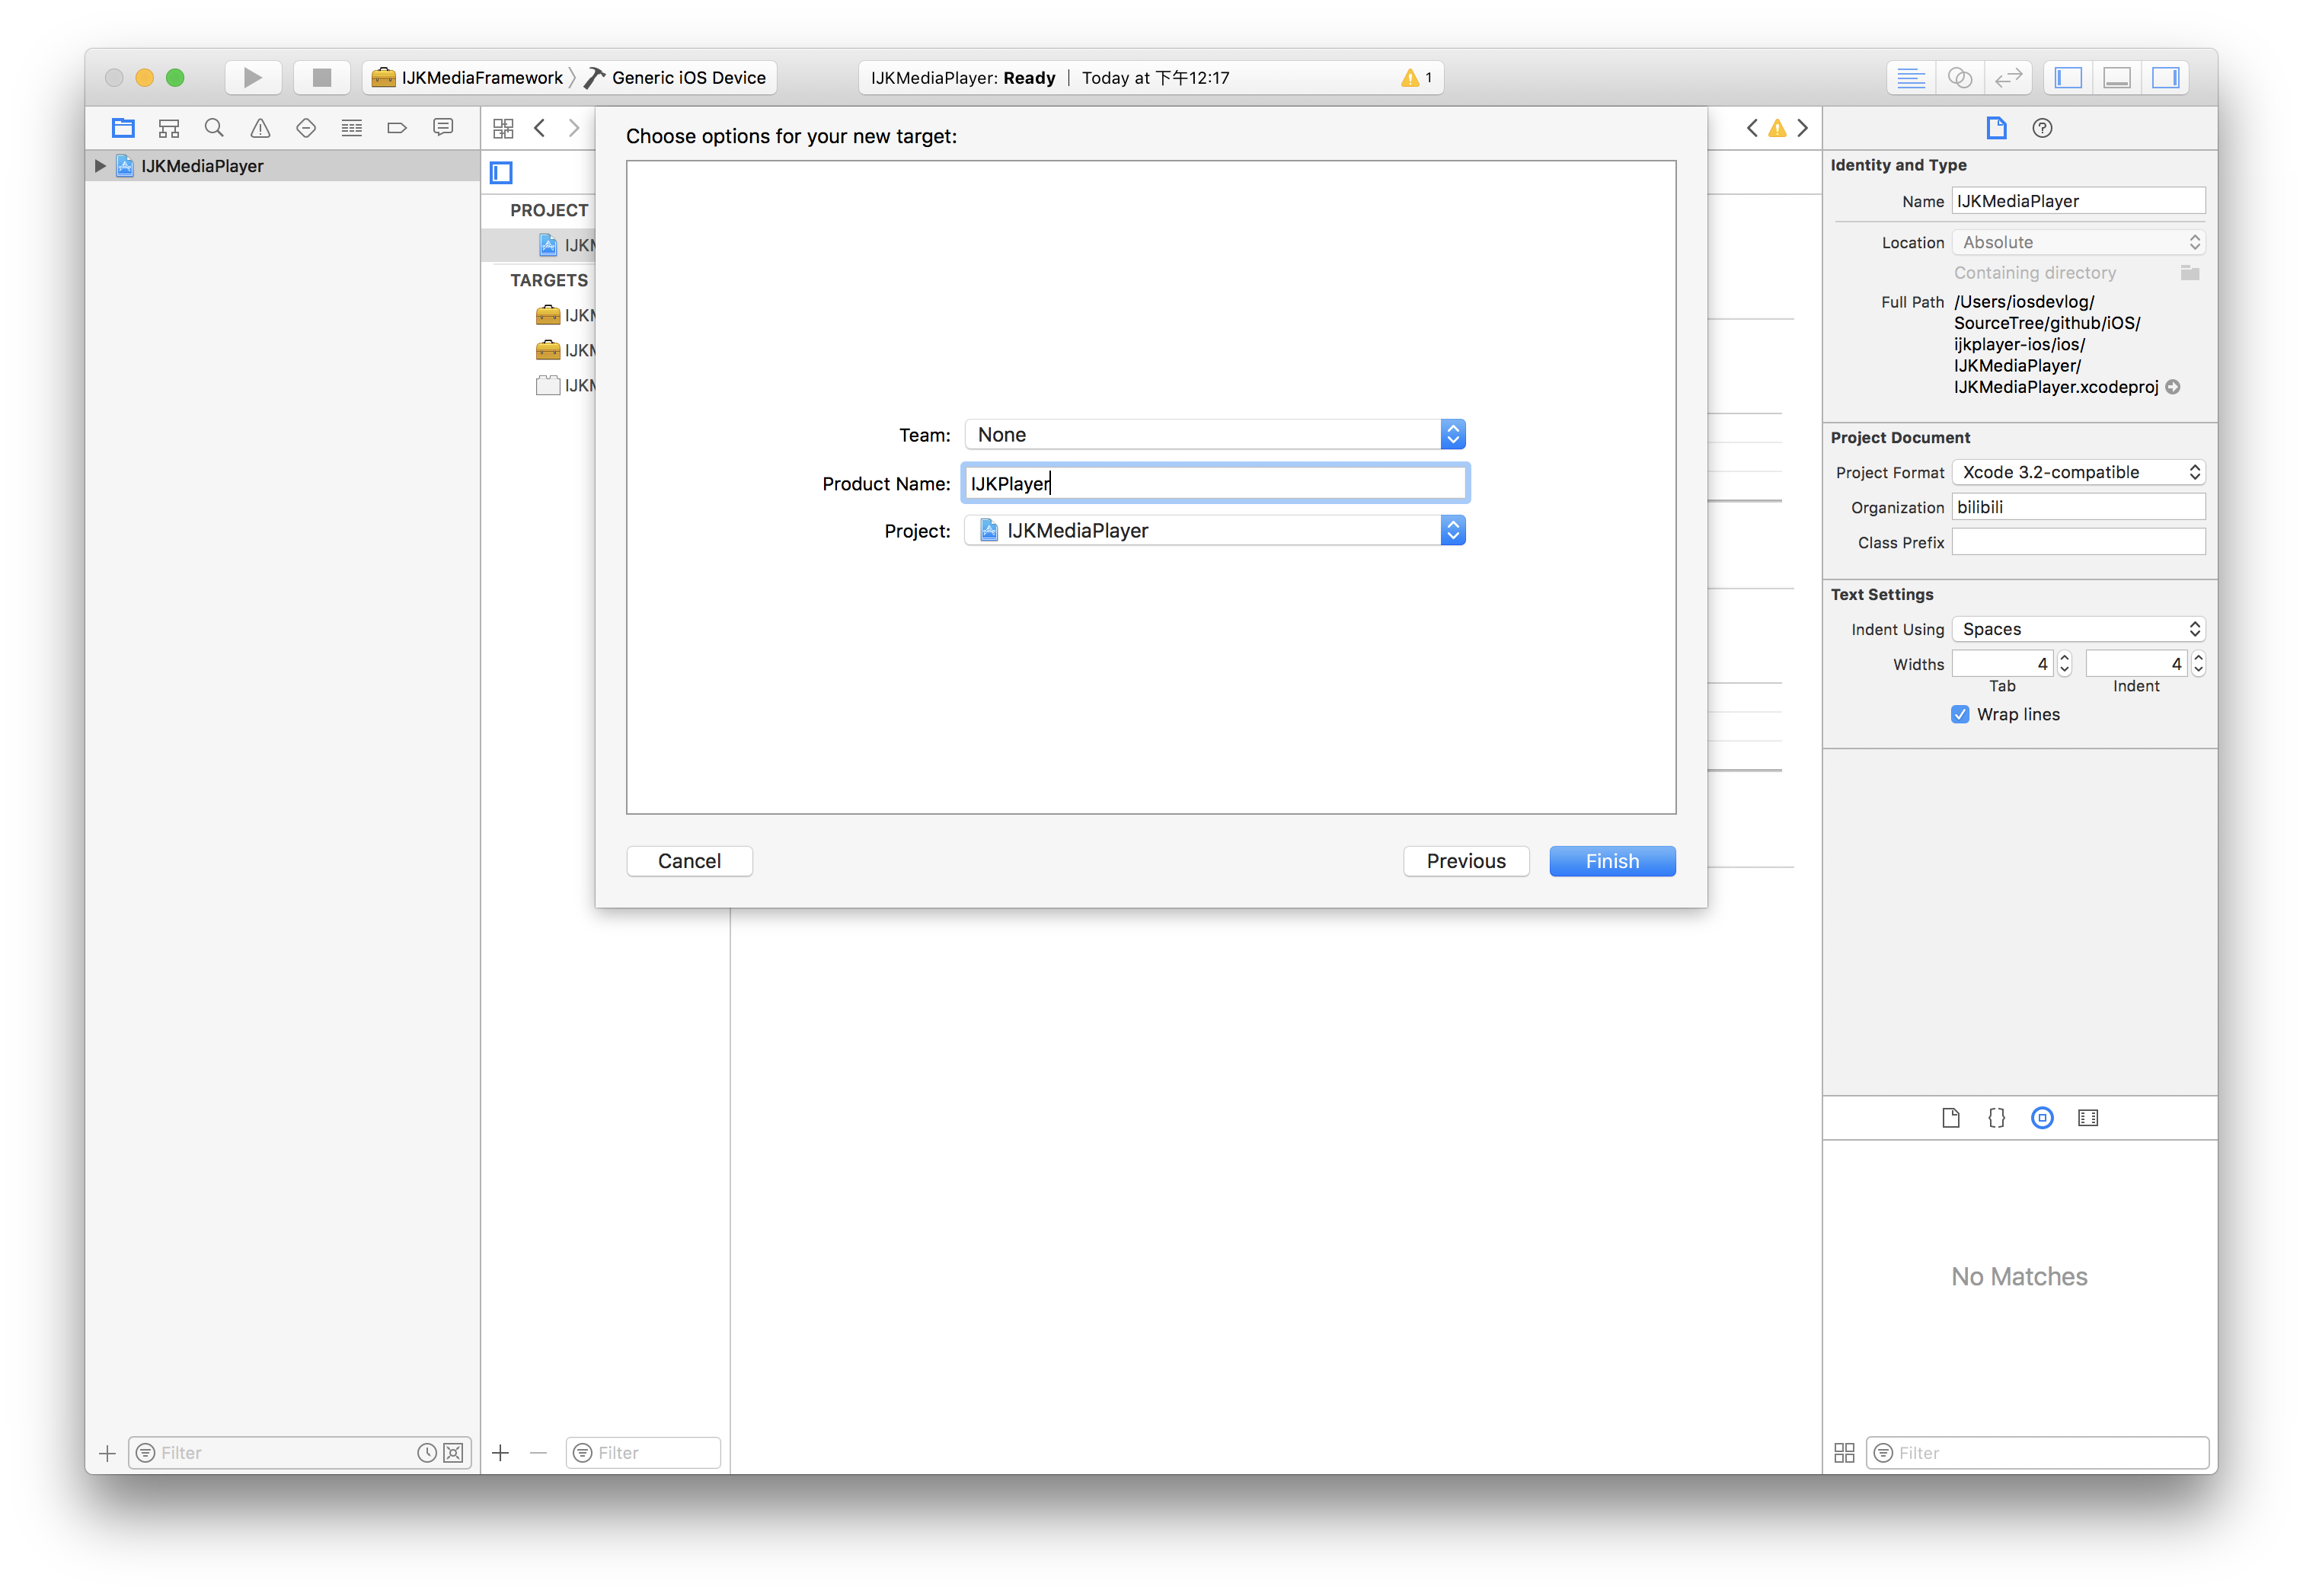 IJKMediaFramework Generic iOS Device
IJKMediaPlayer: Ready | Today at 下午12:17
1
Choose options for your new target:
IJKMediaPlayer
PROJECT
TARGETS
Team: None
Product Name: IJKPlayer
Project: IJKMediaPlayer
Cancel
Previous
Finish
Filter
Filter
Identity and Type
Name IJKMediaPlayer
Location Absolute
Containing directory
Full Path /Users/iosdevlog/
SourceTree/github/iOS/
ijkplayer-ios/ios/
IJKMediaPlayer/
IJKMediaPlayer.xcodeproj
Project Document
Project Format Xcode 3.2-compatible
Organization bilibili
Class Prefix
Text Settings
Indent Using Spaces
Widths 4 4
Tab Indent
Wrap lines
No Matches
Filter